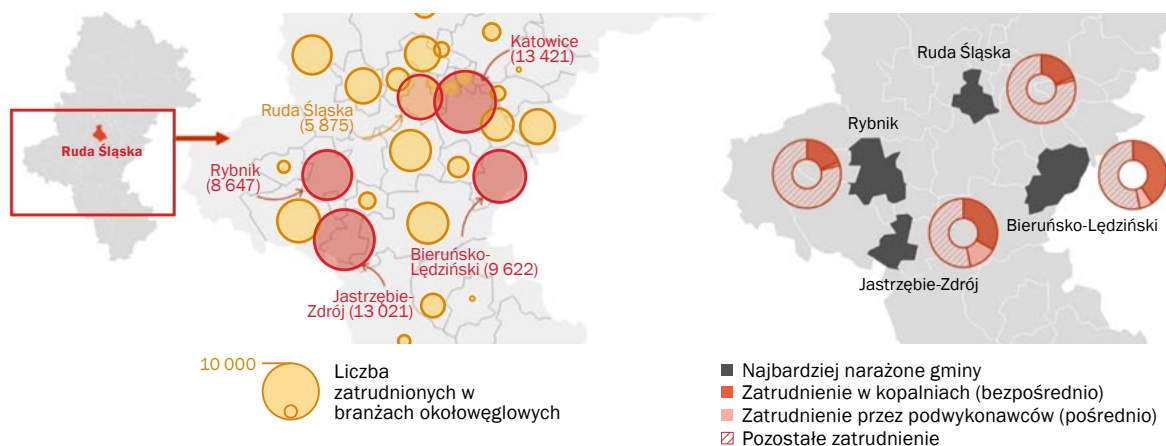 Ruda Śląska
Katowice
(13 421)
Ruda Śląska
(5 875)
Rybnik
(8 647)
Bieruńsko-
Lędziński (9 622)
Jastrzębie-
Zdrój (13 021)
10 000
Liczba
zatrudnionych w
branżach okołowęglowych
Ruda Śląska
Rybnik
Bieruńsko-Lędziński
Jastrzębie-Zdrój
Najbardziej narażone gminy
Zatrudnienie w kopalniach (bezpośrednio)
Zatrudnienie przez podwykonawców (pośrednio)
Pozostałe zatrudnienie